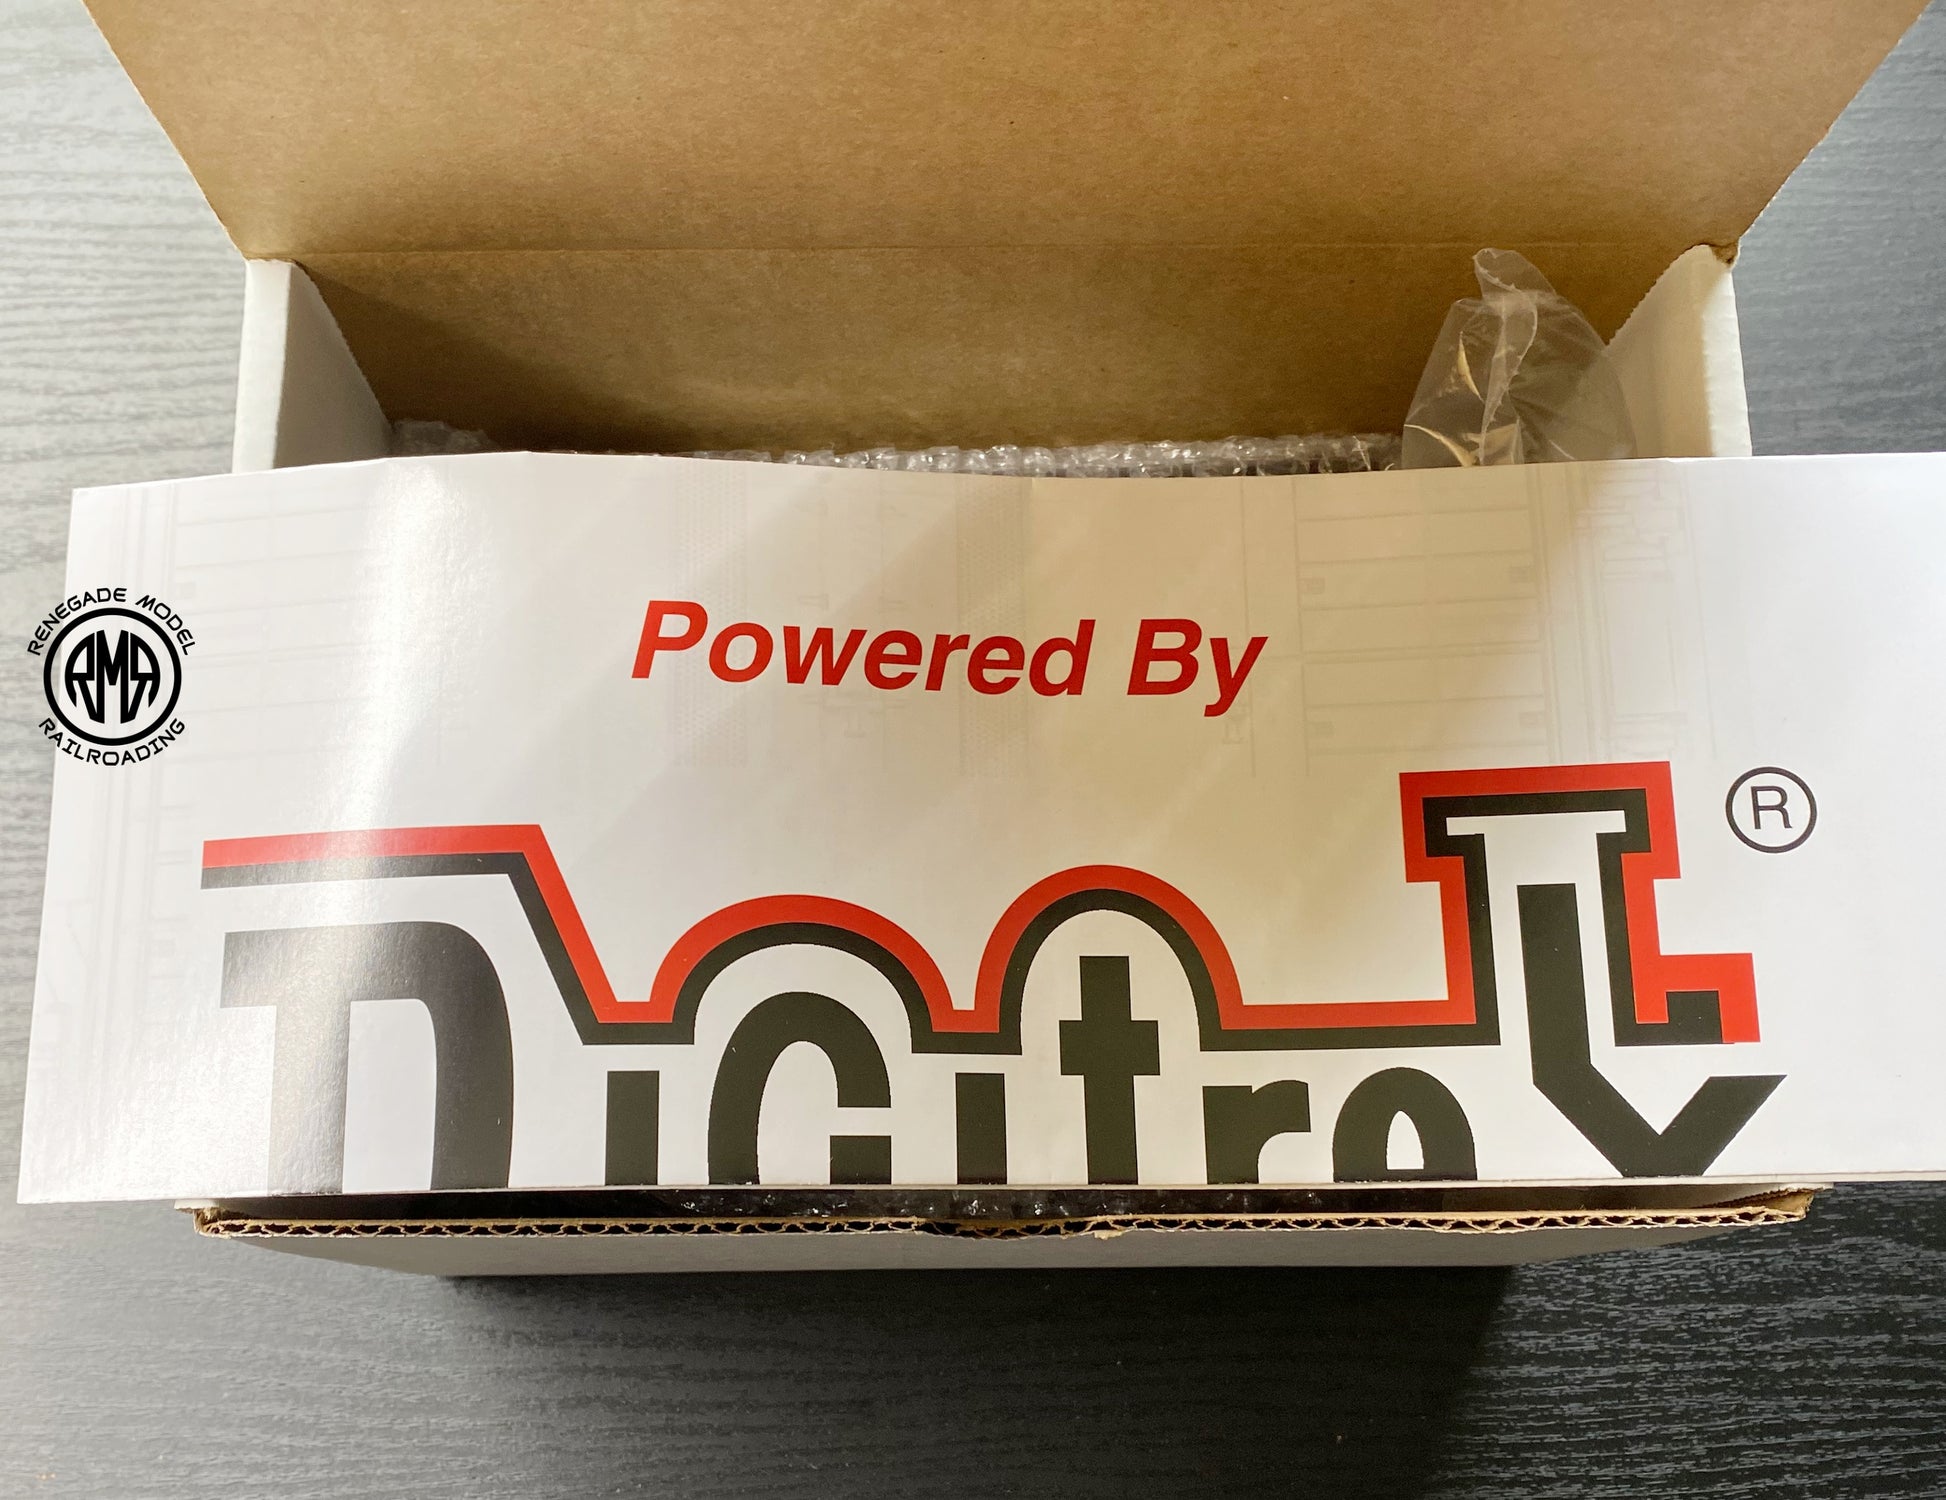 RENEGADE MODEL
RMR
RAILROADING
Powered By
Digitrax ®